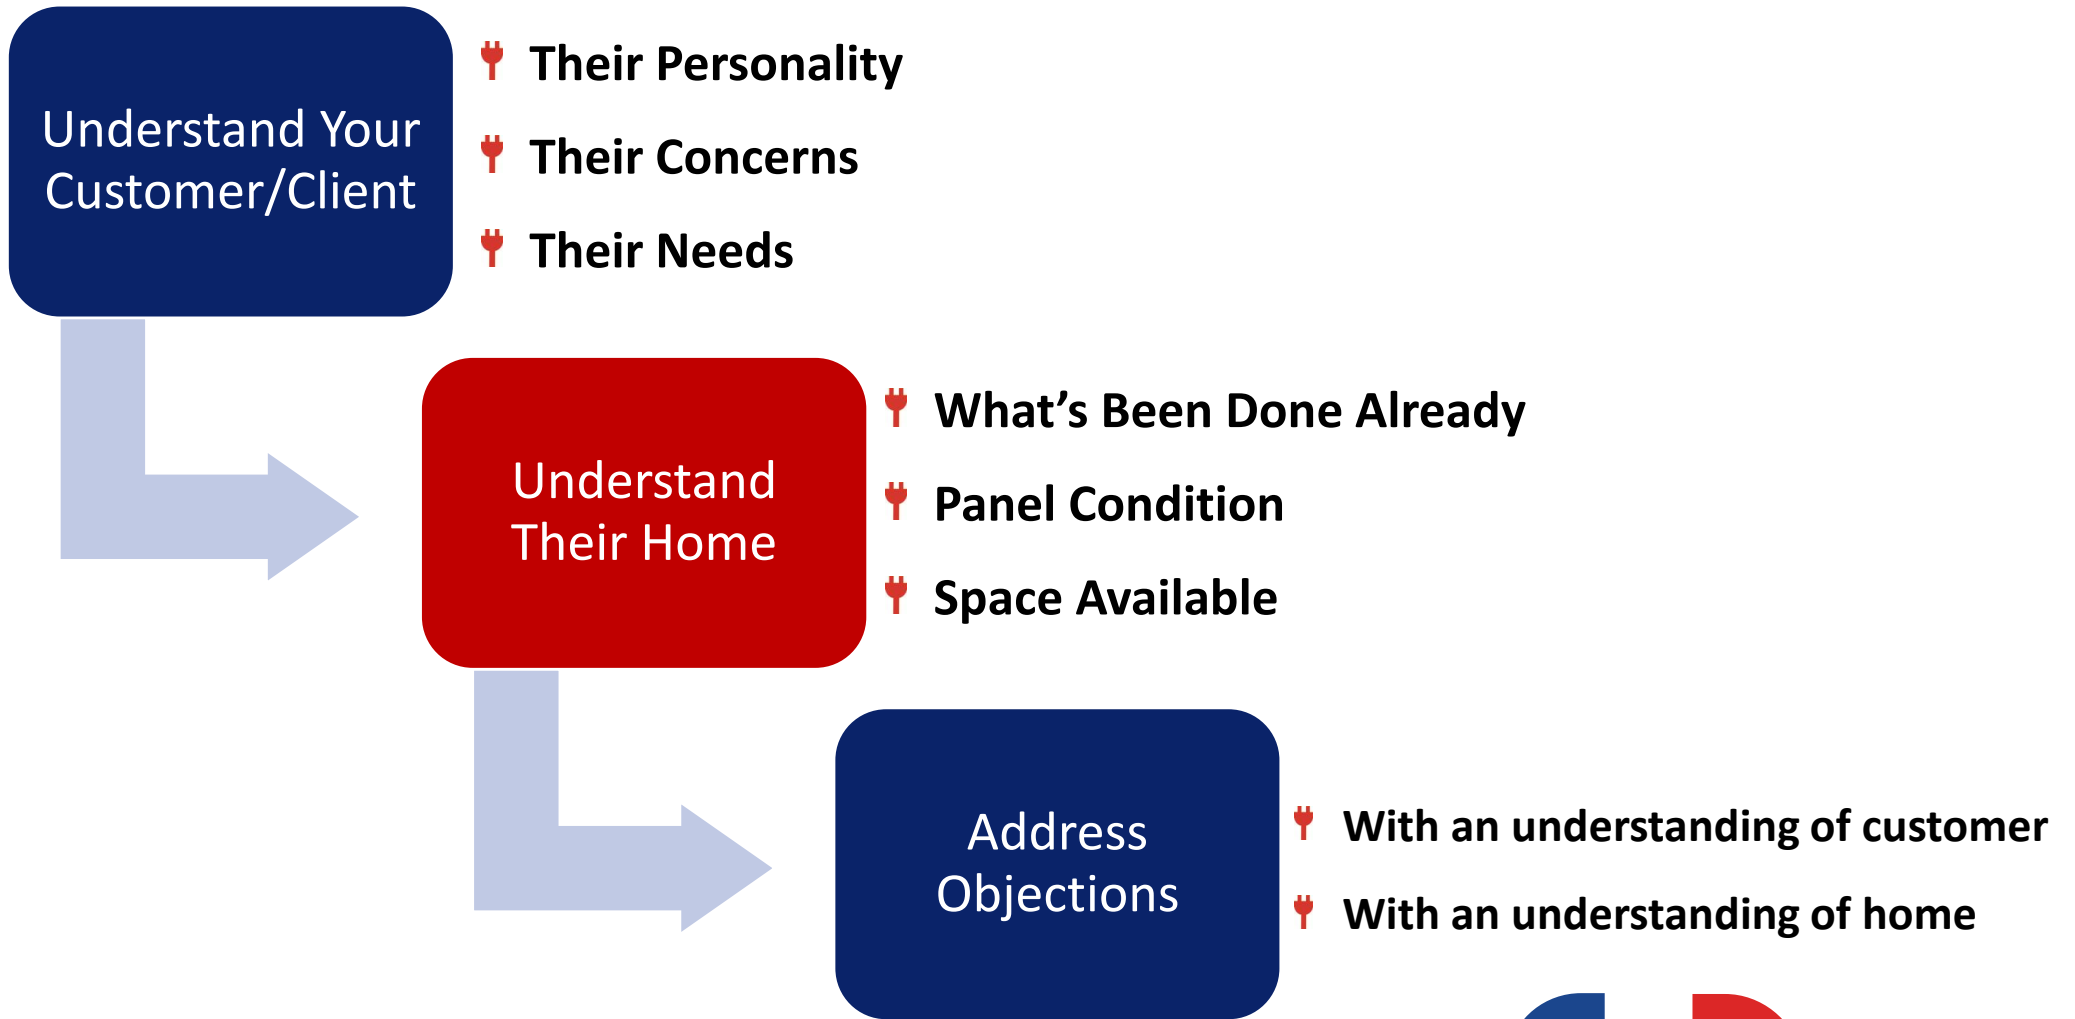 Understand Your
Customer/Client
Their Personality
Their Concerns
Their Needs
Understand
Their Home
What’s Been Done Already
Panel Condition
Space Available
Address
Objections
With an understanding of customer
With an understanding of home